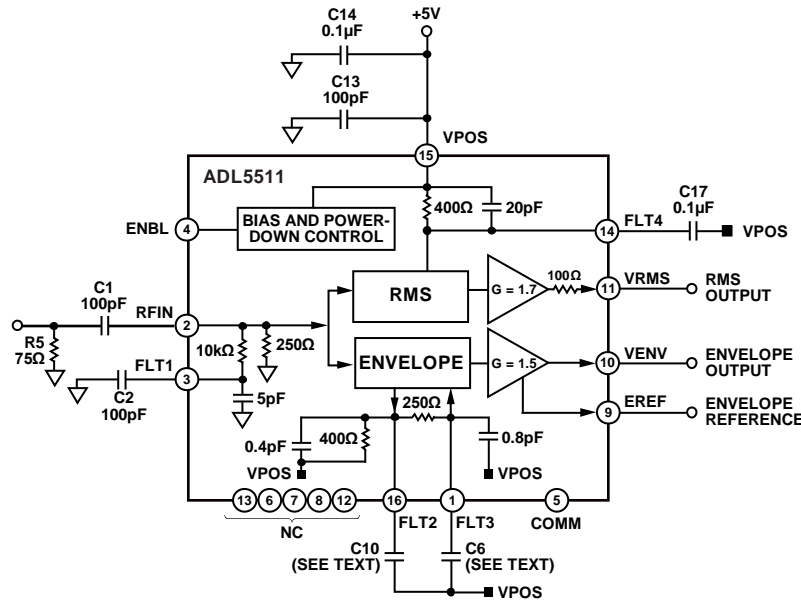 C14
0.1µF
+5V
C13
100pF
VPOS
15
ADL5511
400Ω
20pF
C17
0.1µF
ENBL
4
BIAS AND POWER-
DOWN CONTROL
14
FLT4
VPOS
100Ω
C1
100pF
RFIN
2
RMS
G = 1.7
11
VRMS
RMS
OUTPUT
R5
75Ω
10kΩ
250Ω
FLT1
3
ENVELOPE
G = 1.5
10
VENV
ENVELOPE
OUTPUT
C2
100pF
5pF
250Ω
9
EREF
ENVELOPE
REFERENCE
0.4pF
400Ω
0.8pF
VPOS
VPOS
13
6
7
8
12
16
1
5
NC
FLT2
FLT3
COMM
C10
(SEE TEXT)
C6
(SEE TEXT)
VPOS